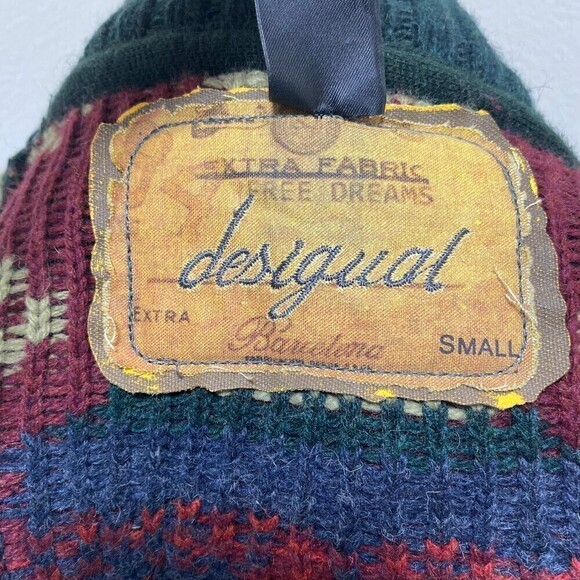 EXTRA FABRIC
FREE DREAMS
desigual
EXTRA SMALL
Barcelona